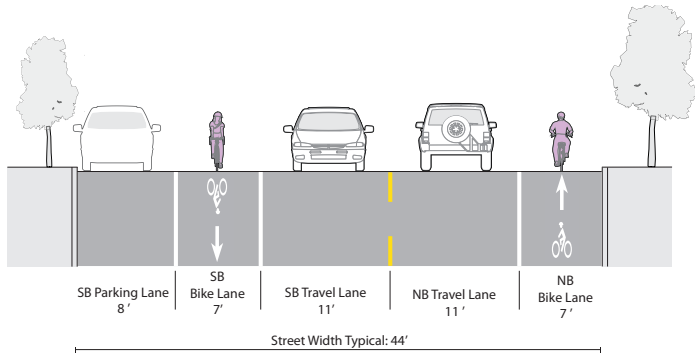 SB Parking Lane
8 ′
SB
Bike Lane
7′
SB Travel Lane
11′
NB Travel Lane
11 ′
NB
Bike Lane
7 ′
Street Width Typical: 44′